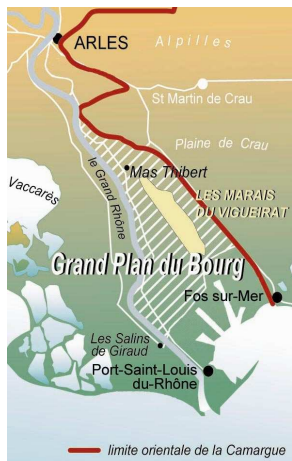 ARLES
Alpilles
St Martin de Crau
Plaine de Crau
Mas Thibert
le Grand Rhône
Vaccarès
LES MARAIS
DU VIGUEIRAT
Grand Plan du Bourg
Fos sur-Mer
Les Salins
de Giraud
Port-Saint-Louis
du-Rhône
limite orientale de la Camargue